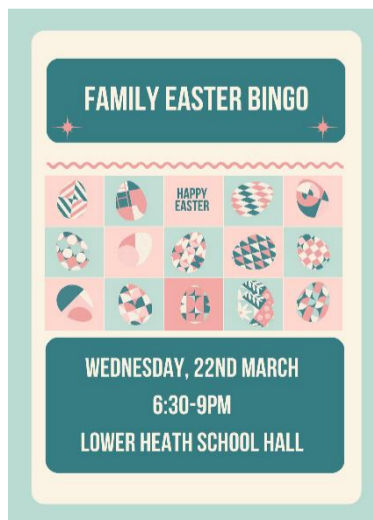 FAMILY EASTER BINGO
HAPPY
EASTER
WEDNESDAY, 22ND MARCH
6:30-9PM
LOWER HEATH SCHOOL HALL